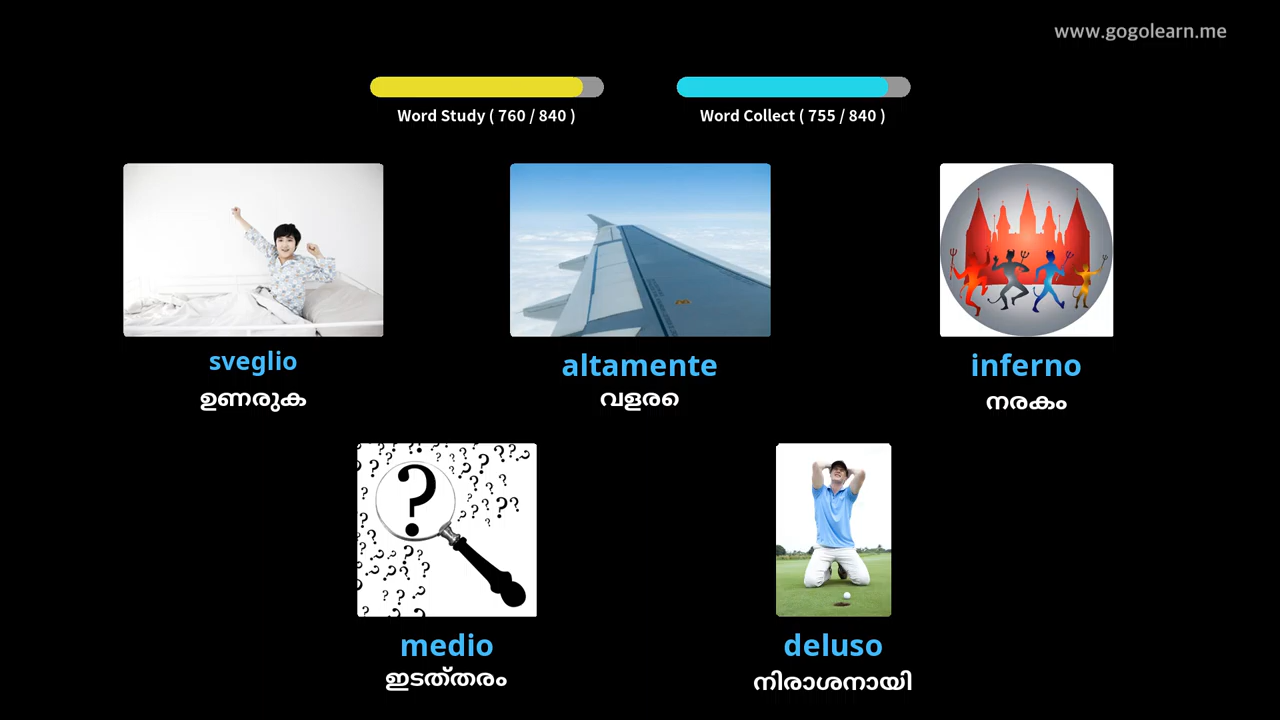 www.gogolearn.me
Word Study ( 760 / 840 )
Word Collect ( 755 / 840 )
sveglio
ഉണരുക
altamente
വളരെ
inferno
നരകം
medio
ഇടത്തരം
deluso
നിരാശനായി